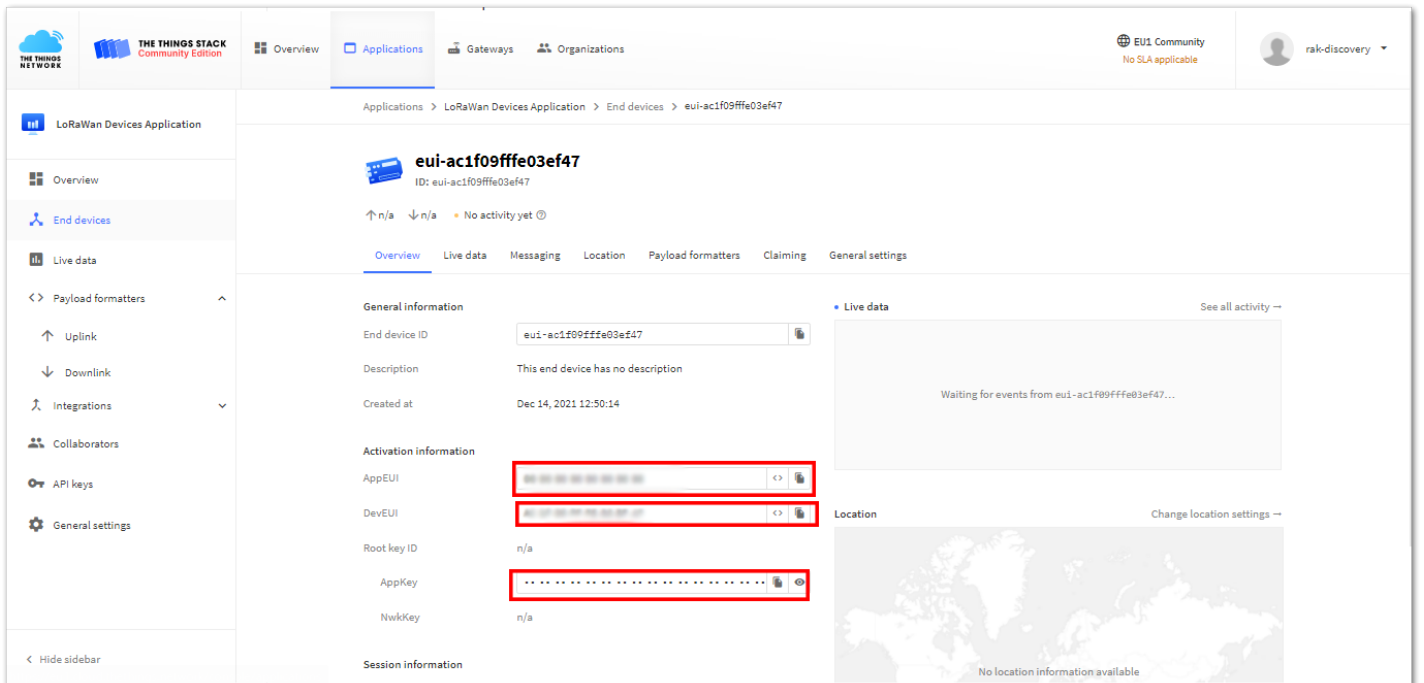 THE THINGS NETWORK
THE THINGS STACK
Community Edition
Overview
Applications
Gateways
Organizations
EU1 Community
No SLA applicable
rak-discovery
LoRaWan Devices Application
Overview
End devices
Live data
Payload formatters
Uplink
Downlink
Integrations
Collaborators
API keys
General settings
Hide sidebar
Applications > LoRaWan Devices Application > End devices > eui-ac1f09fffe03ef47
eui-ac1f09fffe03ef47
ID: eui-ac1f09fffe03ef47
n/a n/a • No activity yet
Overview Live data Messaging Location Payload formatters Claiming General settings
General information
End device ID eui-ac1f09fffe03ef47
Description This end device has no description
Created at Dec 14, 2021 12:50:14
Activation information
AppEUI
DevEUI
Root key ID n/a
AppKey
NwkKey n/a
Session information
• Live data See all activity →
Waiting for events from eui-ac1f09fffe03ef47...
Location Change location settings →
No location information available